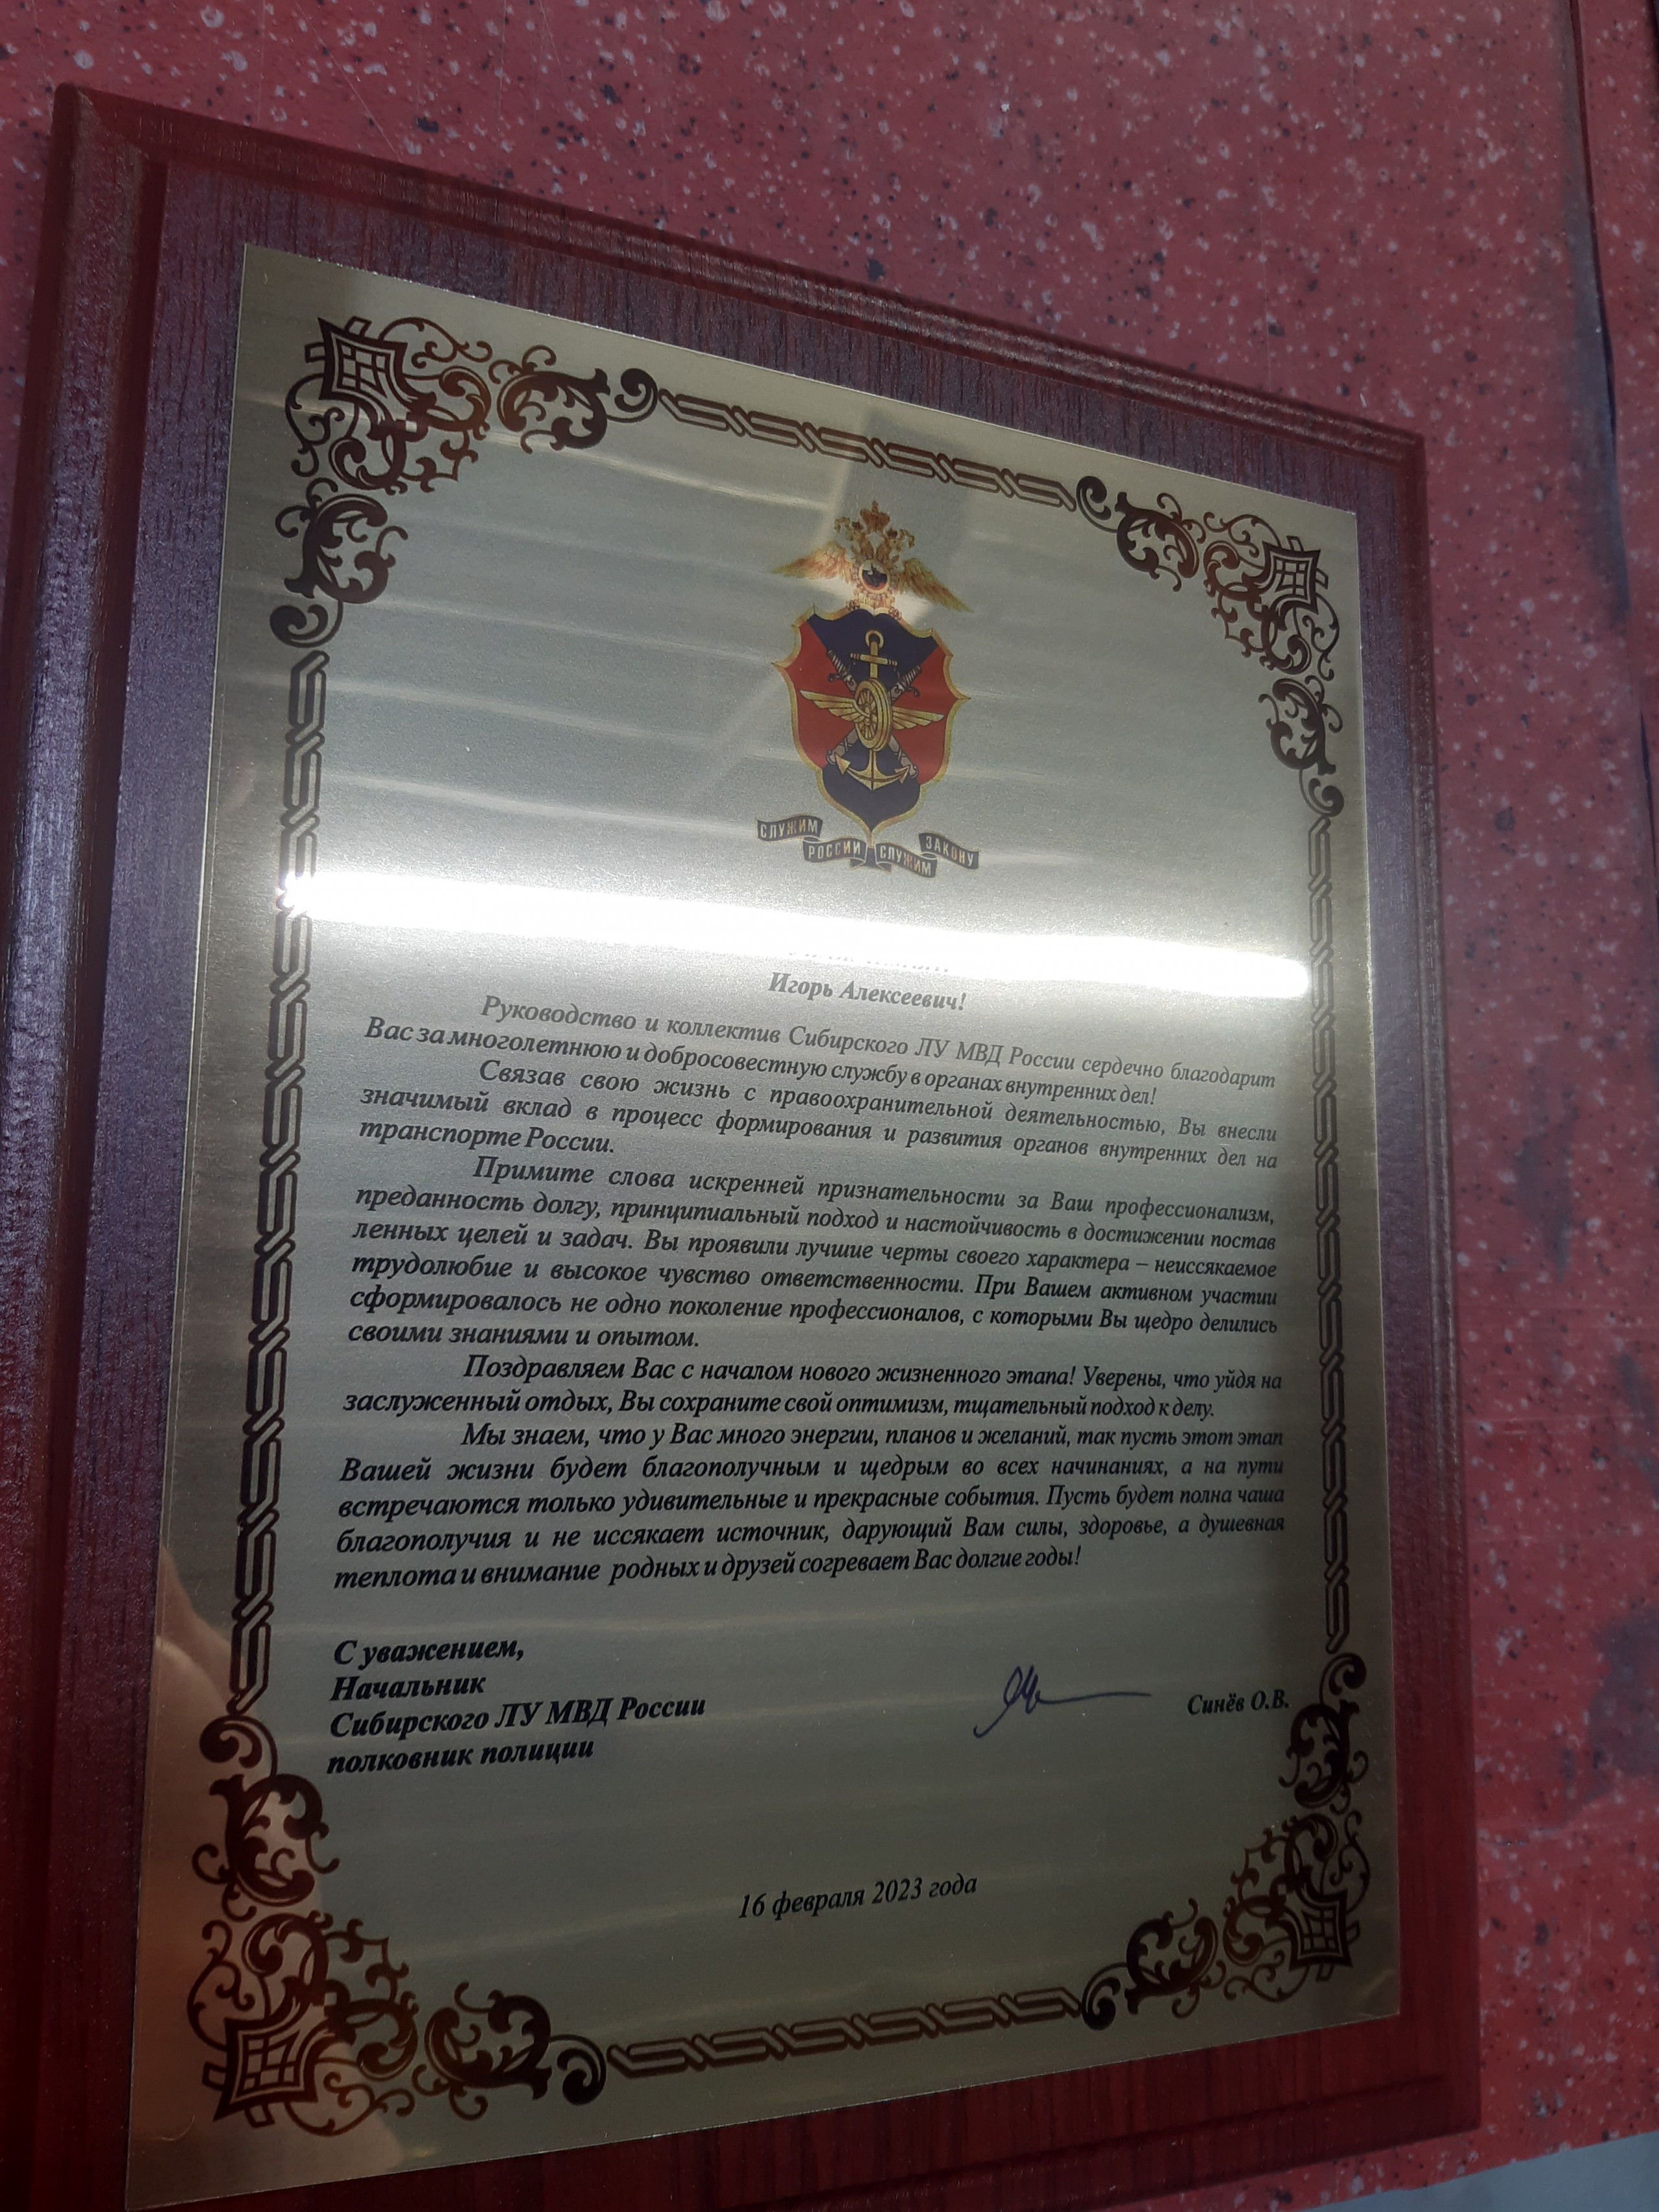 СЛУЖИМ РОССИИ СЛУЖИМ ЗАКОНУ
Игорь Алексеевич!
Руководство и коллектив Сибирского ЛУ МВД России сердечно благодарит
Вас за многолетнюю и добросовестную службу в органах внутренних дел!
Связав свою жизнь с правоохранительной деятельностью, Вы внесли
значимый вклад в процесс формирования и развития органов внутренних дел на
транспорте России.
Примите слова искренней признательности за Ваш профессионализм,
преданность долгу, принципиальный подход и настойчивость в достижении постав
ленных целей и задач. Вы проявили лучшие черты своего характера – неиссякаемое
трудолюбие и высокое чувство ответственности. При Вашем активном участии
сформировалось не одно поколение профессионалов, с которыми Вы щедро делились
своими знаниями и опытом.
Поздравляем Вас с началом нового жизненного этапа! Уверены, что уйдя на
заслуженный отдых, Вы сохраните свой оптимизм, тщательный подход к делу.
Мы знаем, что у Вас много энергии, планов и желаний, так пусть этот этап
Вашей жизни будет благополучным и щедрым во всех начинаниях, а на пути
встречаются только удивительные и прекрасные события. Пусть будет полна чаша
благополучия и не иссякает источник, дарующий Вам силы, здоровье, а душевная
теплота и внимание родных и друзей согревает Вас долгие годы!
С уважением,
Начальник
Сибирского ЛУ МВД России
полковник полиции
Синёв О.В.
16 февраля 2023 года